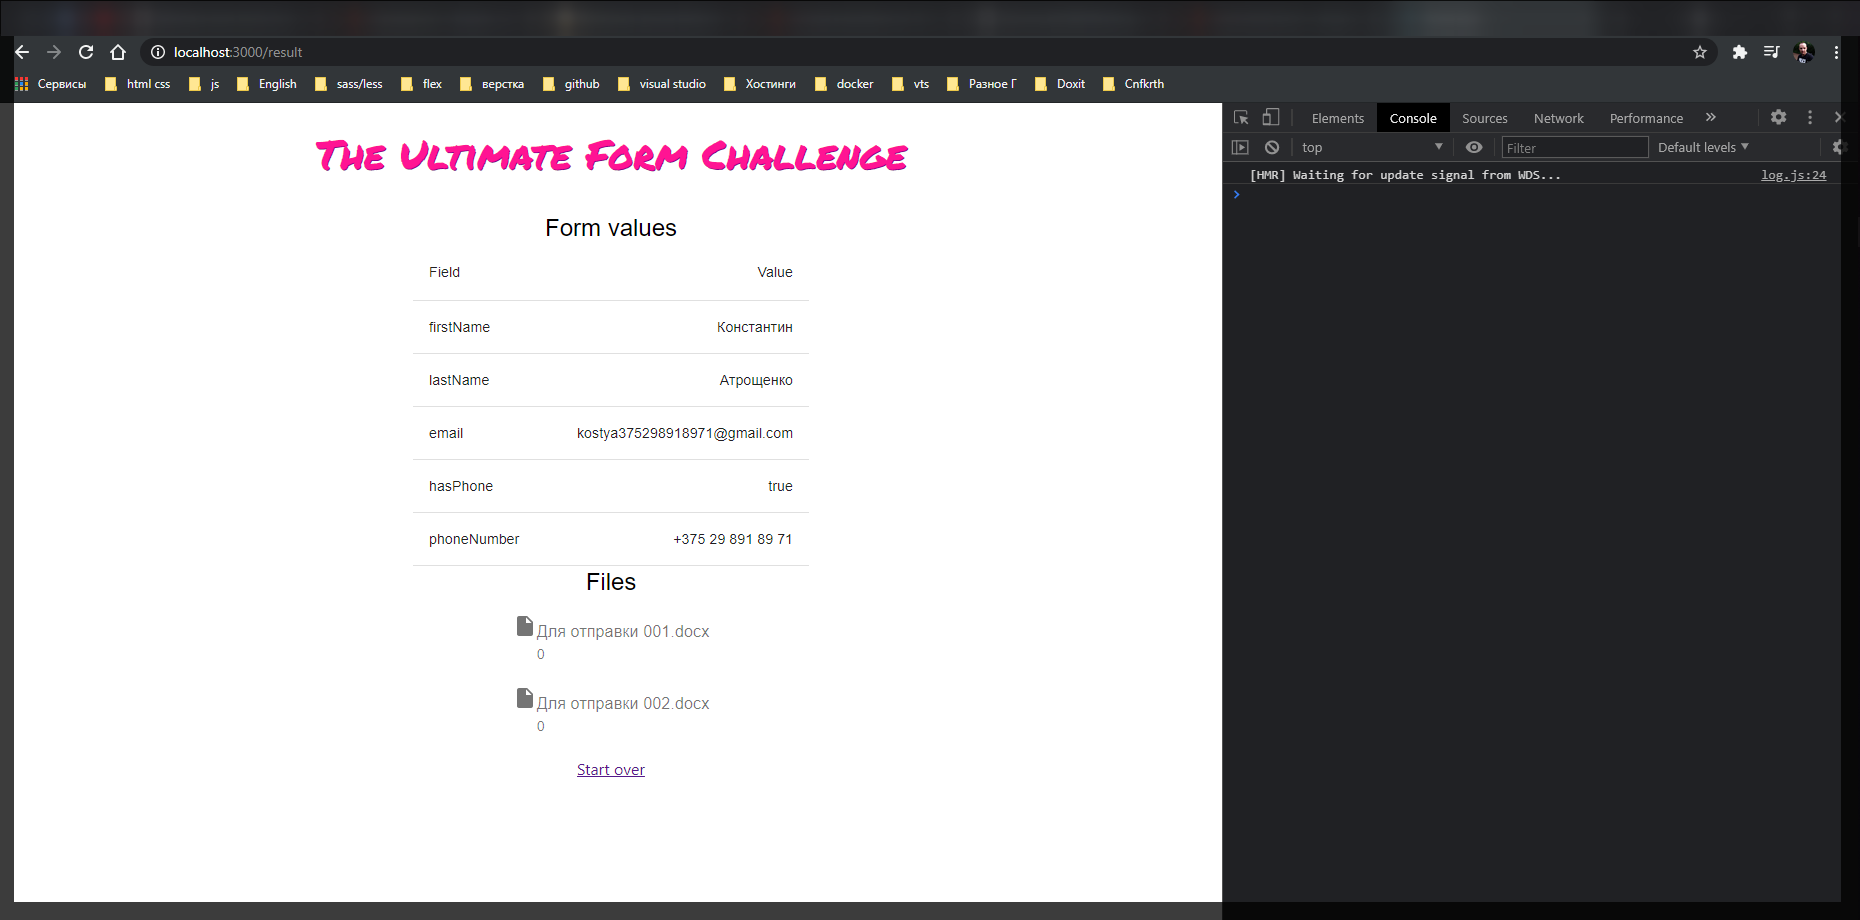 localhost:3000/result
Сервисы html css js English sass/less flex верстка github visual studio Хостинги docker vts Разное Г Doxit Cnfkrth
Elements Console Sources Network Performance
top Filter Default levels
[HMR] Waiting for update signal from WDS... log.js:24
The Ultimate Form Challenge
Form values
Field Value
firstName Константин
lastName Атрощенко
email kostya375298918971@gmail.com
hasPhone true
phoneNumber +375 29 891 89 71
Files
Для отправки 001.docx
0
Для отправки 002.docx
0
Start over